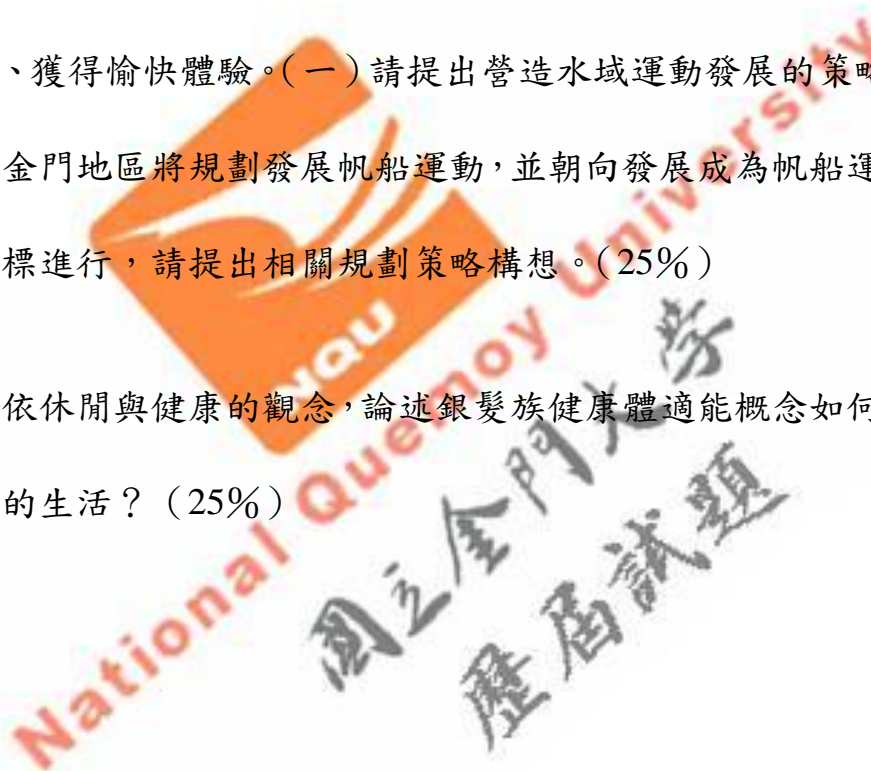 、獲得愉快體驗。(一)請提出營造水域運動發展的策略
金門地區將規劃發展帆船運動，並朝向發展成為帆船運
標進行，請提出相關規劃策略構想。(25%)
依休閒與健康的觀念，論述銀髮族健康體適能概念如何
的生活？（25%）
NQU
National Quemoy University
國立金門大學
歷屆試題